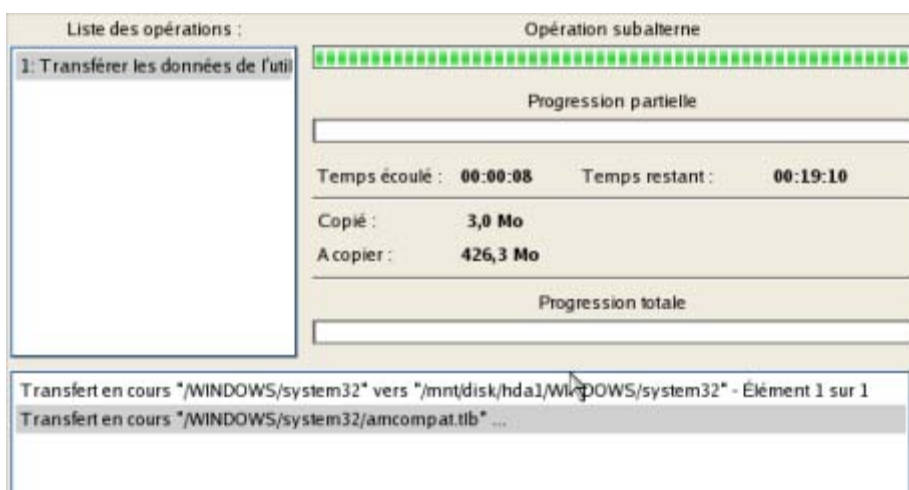 Liste des opérations :
1: Transférer les données de l'util
Opération subalterne
Progression partielle
Temps écoulé : 00:00:08 Temps restant : 00:19:10
Copié : 3,0 Mo
A copier : 426,3 Mo
Progression totale
Transfert en cours "/WINDOWS/system32" vers "/mnt/disk/hda1/WINDOWS/system32" - Élément 1 sur 1
Transfert en cours "/WINDOWS/system32/amcompat.tlb" ...